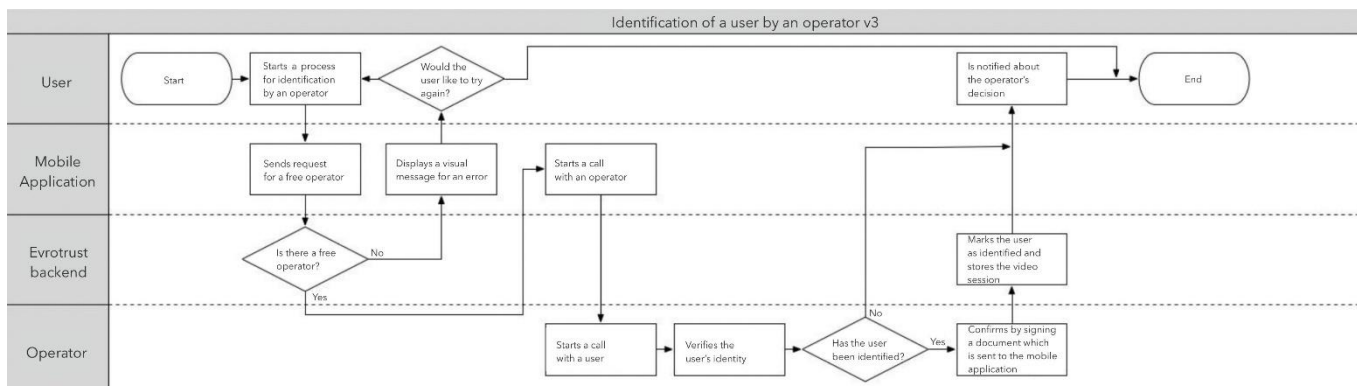 Identification of a user by an operator v3
User
Start
Starts a process
for identification
by an operator
Would the
user like to try
again?
Is notified about
the operator's
decision
End
Mobile
Application
Sends request
for a free operator
Displays a visual
message for an error
Starts a call
with an operator
Evrotrust
backend
Is there a free
operator?
No
Yes
Marks the user
as identified and
stores the video
session
Operator
Starts a call
with a user
Verifies the
user's identity
Has the user
been identified?
No
Yes
Confirms by signing
a document which
is sent to the mobile
application